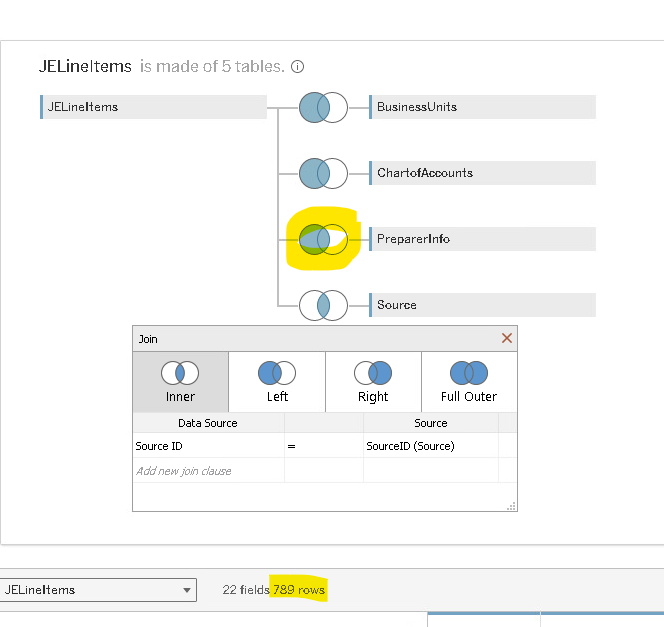 JELineItems is made of 5 tables.
JELineItems
BusinessUnits
ChartofAccounts
PreparerInfo
Source
Join
Inner Left Right Full Outer
Data Source Source
Source ID = SourceID (Source)
Add new join clause
JELineItems 22 fields 789 rows